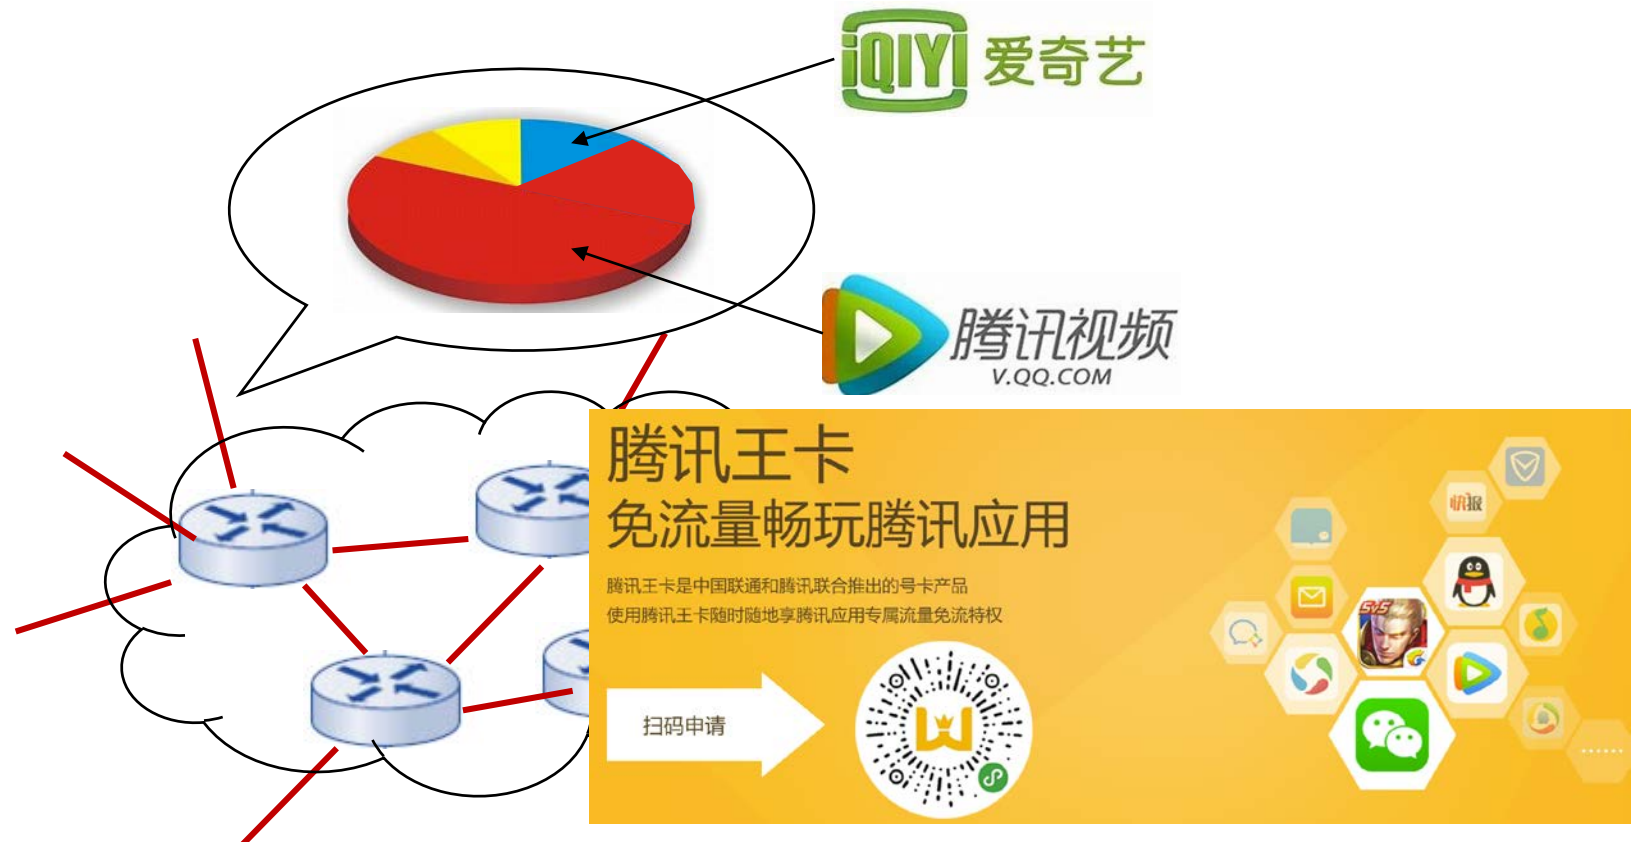 iQIYI 爱奇艺
腾讯视频
V.QQ.COM
腾讯王卡
免流量畅玩腾讯应用
腾讯王卡是中国联通和腾讯联合推出的号卡产品
使用腾讯王卡随时随地享腾讯应用专属流量免流特权
扫码申请
快报
5v5
......